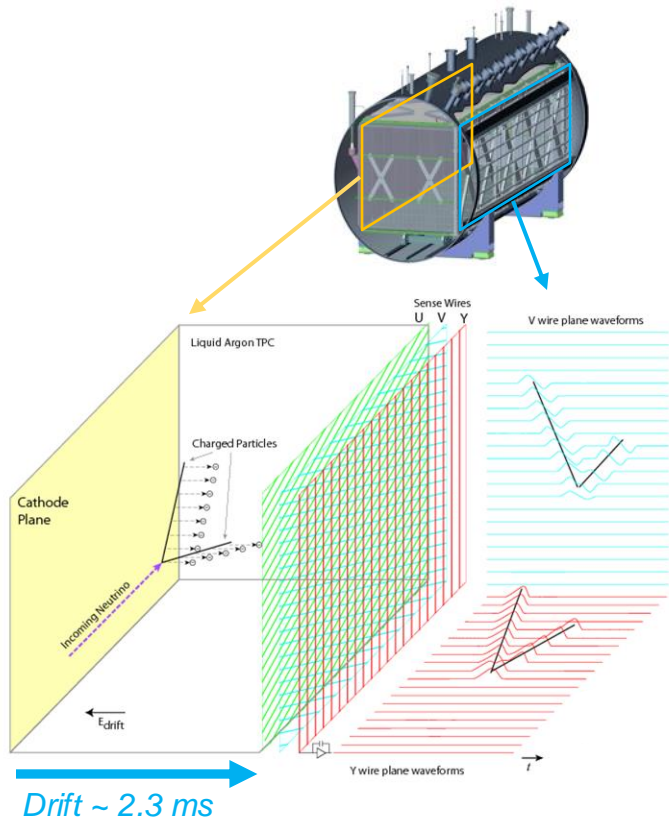 Sense Wires
U V Y
V wire plane waveforms
Liquid Argon TPC
Charged Particles
Cathode
Plane
Incoming Neutrino
Edrift
t
Y wire plane waveforms
Drift ~ 2.3 ms